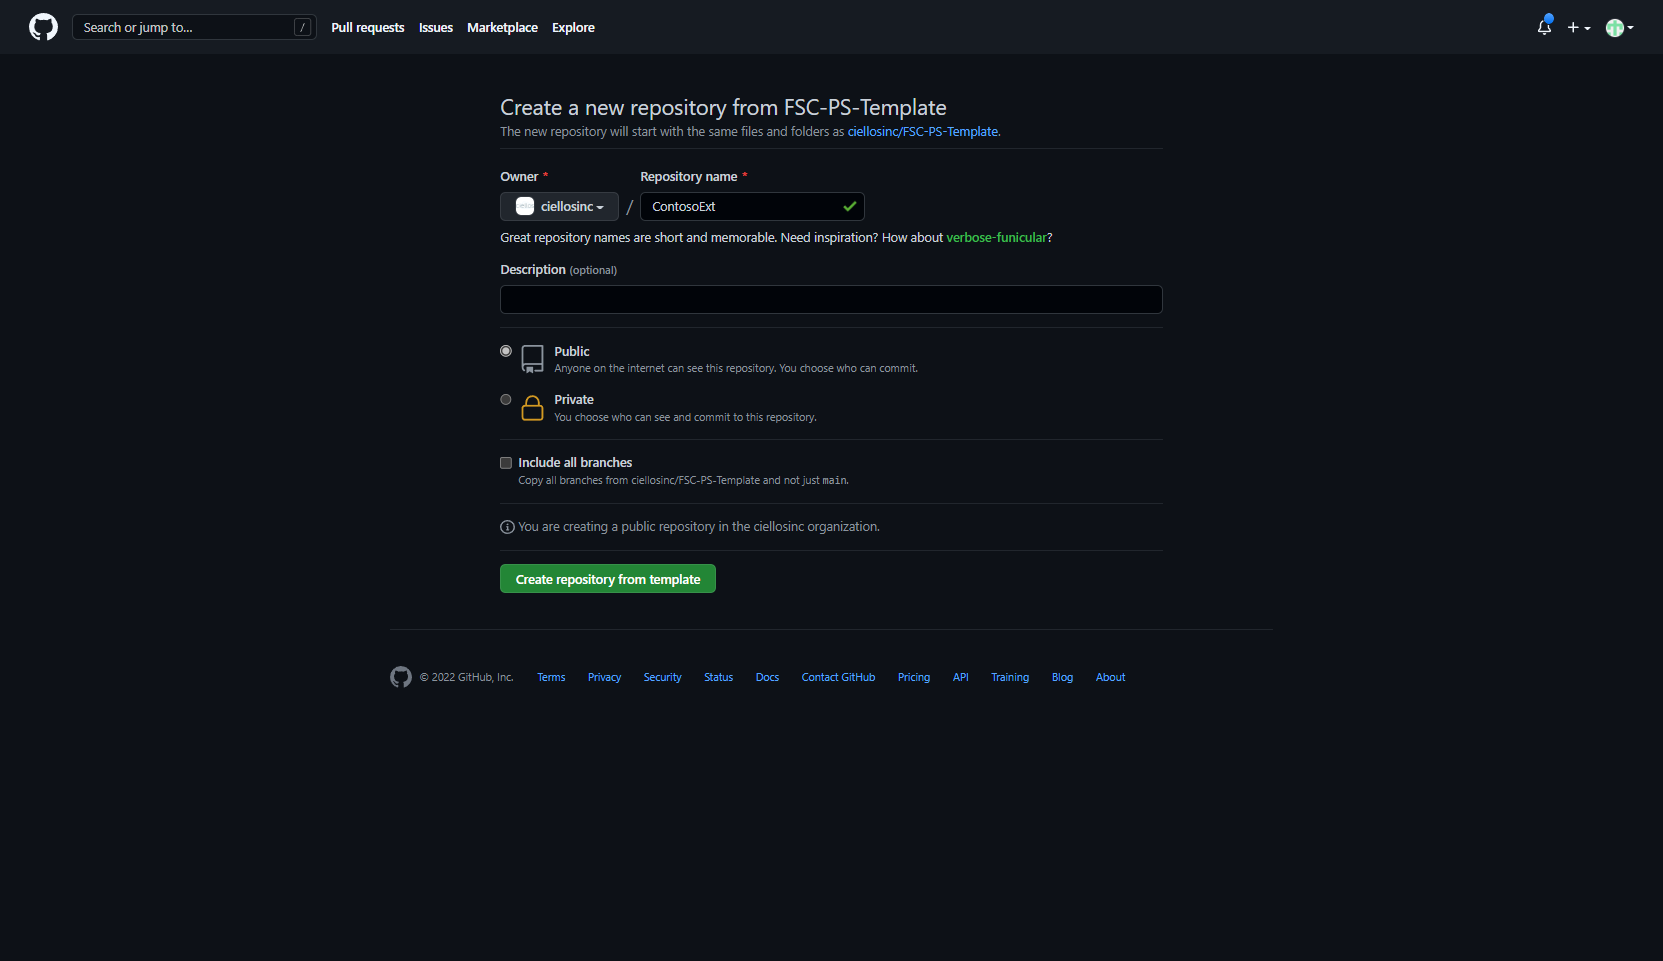 Search or jump to... / Pull requests Issues Marketplace Explore
Create a new repository from FSC-PS-Template
The new repository will start with the same files and folders as ciellosinc/FSC-PS-Template.
Owner * Repository name *
ciellosinc / ContosoExt
Great repository names are short and memorable. Need inspiration? How about verbose-funicular?
Description (optional)
Public
Anyone on the internet can see this repository. You choose who can commit.
Private
You choose who can see and commit to this repository.
Include all branches
Copy all branches from ciellosinc/FSC-PS-Template and not just main.
You are creating a public repository in the ciellosinc organization.
Create repository from template
© 2022 GitHub, Inc. Terms Privacy Security Status Docs Contact GitHub Pricing API Training Blog About